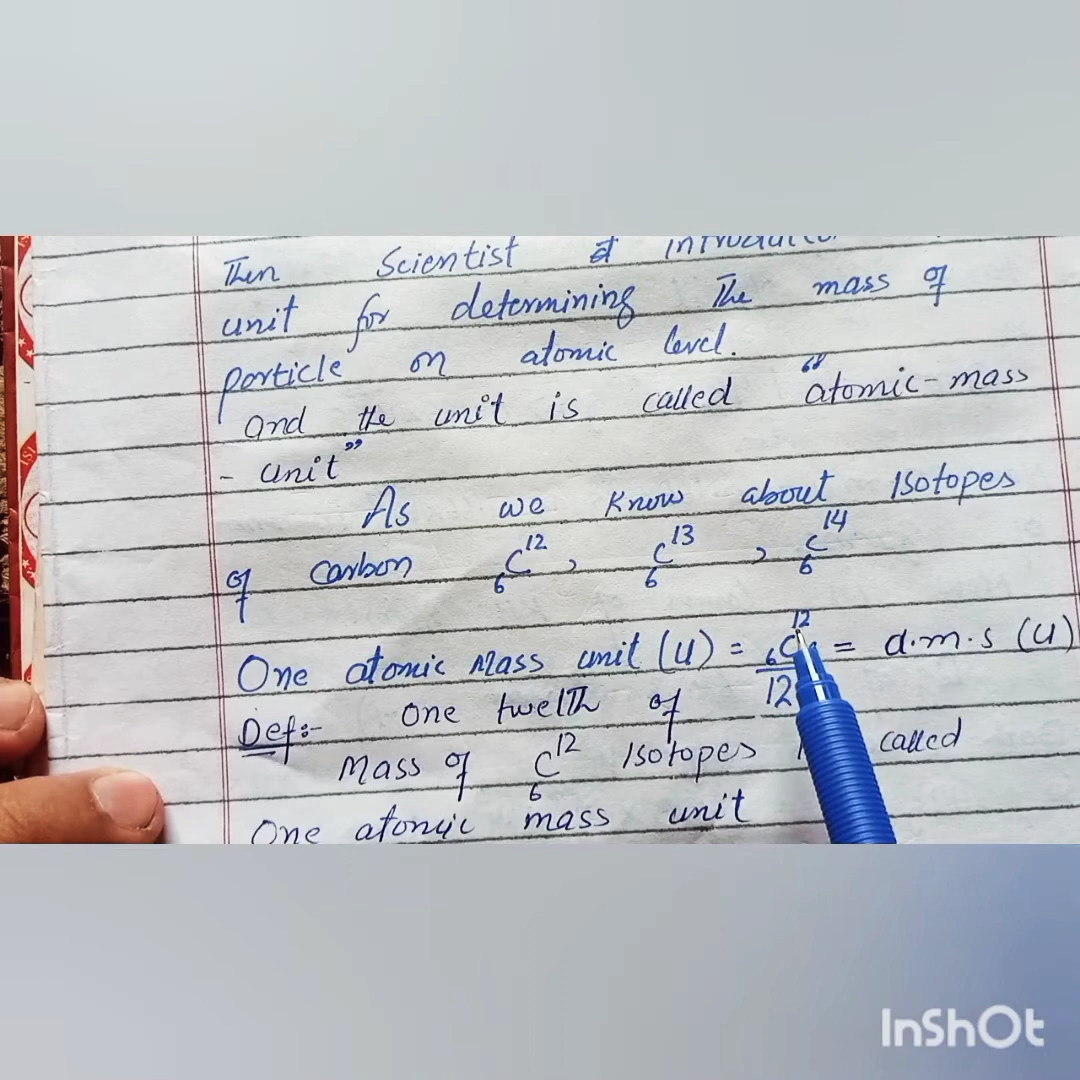 Then Scientist
unit for determining The mass of
particle on atomic level.
and the unit is called "atomic-mass
- unit"
As we know about Isotopes
of carbon ₆C¹², ₆C¹³, ₆C¹⁴
One atomic mass unit (u) = ₆C¹²/12 = a.m.s (u)
Def:- One twelth of
Mass of ₆C¹² Isotopes called
One atomic mass unit
InShOt